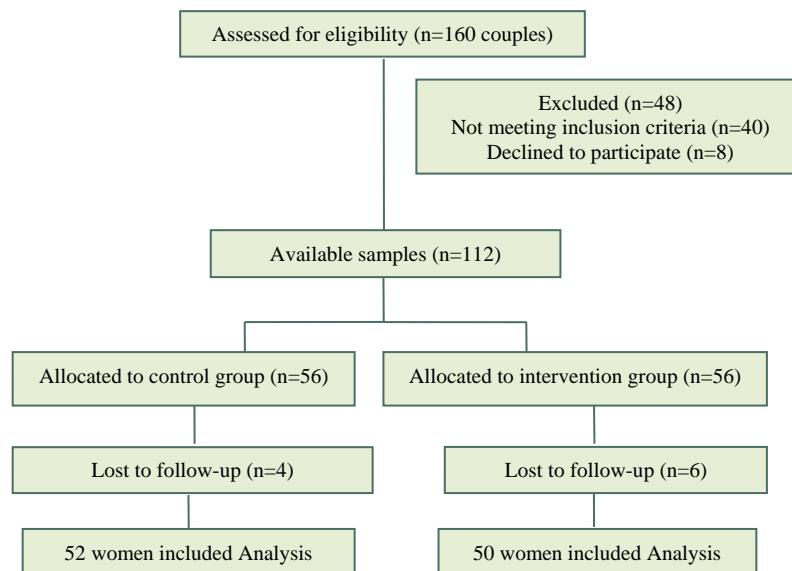 Assessed for eligibility (n=160 couples)
Excluded (n=48)
Not meeting inclusion criteria (n=40)
Declined to participate (n=8)
Available samples (n=112)
Allocated to control group (n=56)
Allocated to intervention group (n=56)
Lost to follow-up (n=4)
Lost to follow-up (n=6)
52 women included Analysis
50 women included Analysis